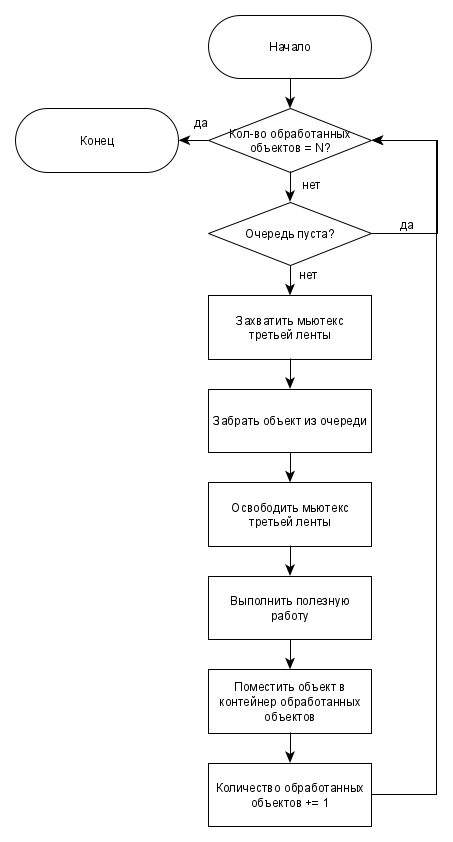 Начало
Кол-во обработанных
объектов = N?
да
Конец
нет
Очередь пуста?
да
нет
Захватить мьютекс
третьей ленты
Забрать объект из очереди
Освободить мьютекс
третьей ленты
Выполнить полезную
работу
Поместить объект в
контейнер обработанных
объектов
Количество обработанных
объектов += 1